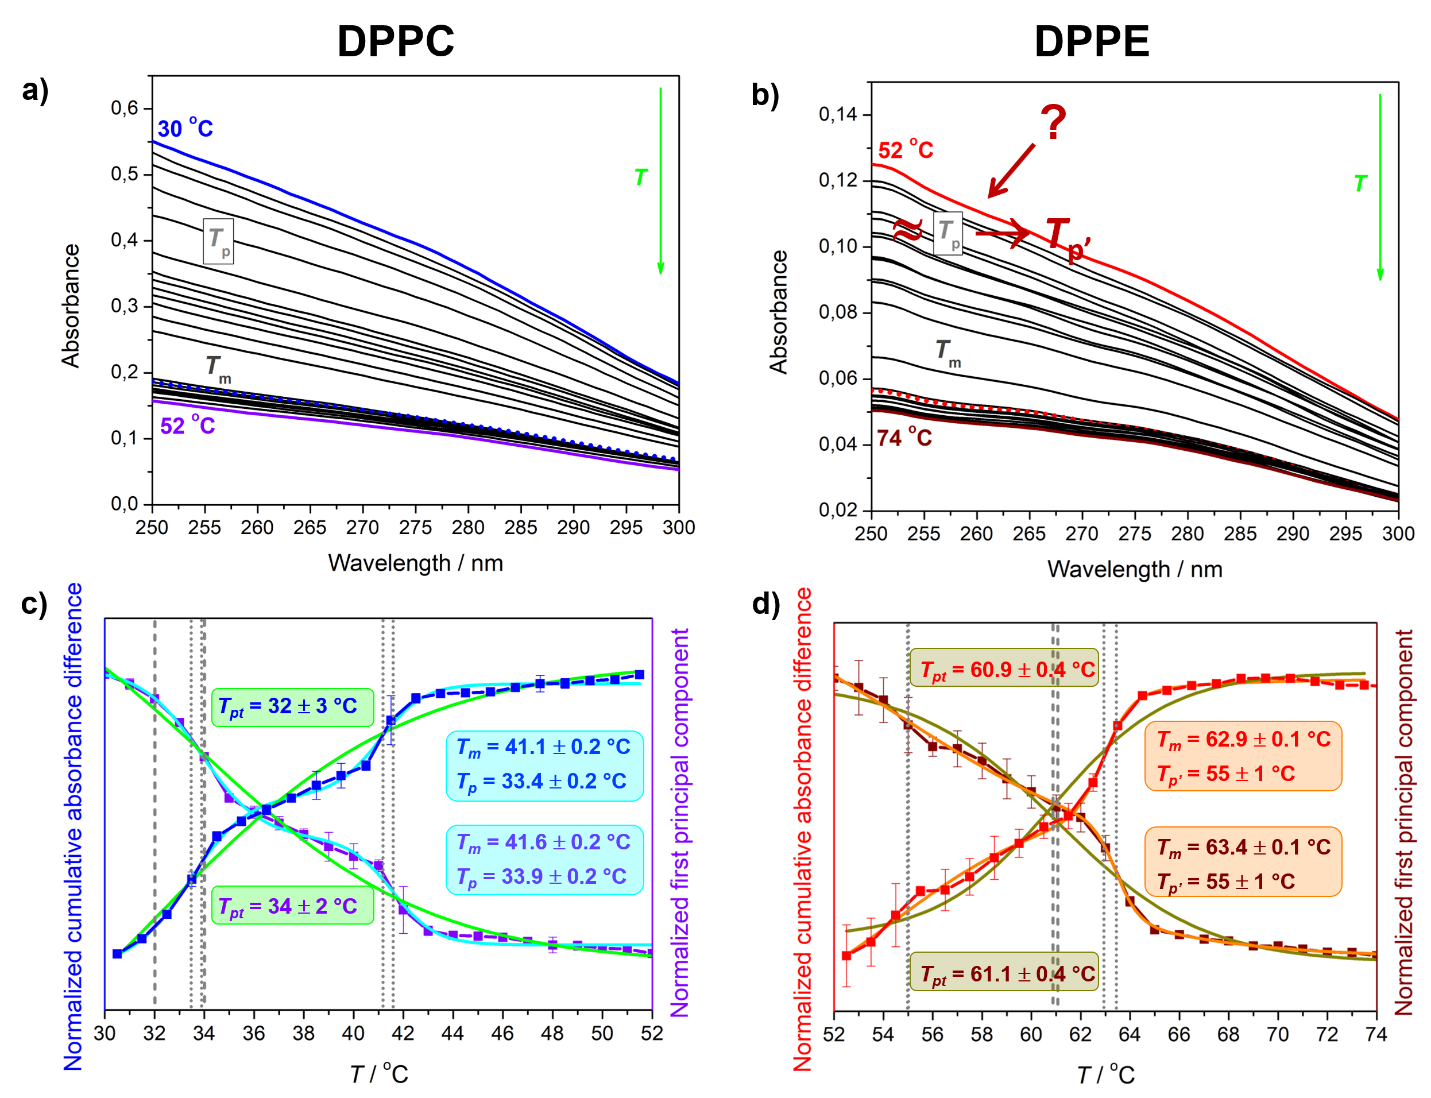 DPPC
DPPE
a)
0,6
0,5
0,4
0,3
0,2
0,1
0,0
Absorbance
30 °C
T
Tp
Tm
52 °C
250 255 260 265 270 275 280 285 290 295 300
Wavelength / nm
b)
0,14
0,12
0,10
0,08
0,06
0,04
0,02
Absorbance
52 °C
?
T
≈ Tp → Tp’
Tm
74 °C
250 255 260 265 270 275 280 285 290 295 300
Wavelength / nm
c)
Normalized cumulative absorbance difference
Tpt = 32 ± 3 °C
Tm = 41.1 ± 0.2 °C
Tp = 33.4 ± 0.2 °C
Tm = 41.6 ± 0.2 °C
Tp = 33.9 ± 0.2 °C
Tpt = 34 ± 2 °C
Normalized first principal component
30 32 34 36 38 40 42 44 46 48 50 52
T / °C
d)
Normalized cumulative absorbance difference
Tpt = 60.9 ± 0.4 °C
Tm = 62.9 ± 0.1 °C
Tp’ = 55 ± 1 °C
Tm = 63.4 ± 0.1 °C
Tp’ = 55 ± 1 °C
Tpt = 61.1 ± 0.4 °C
Normalized first principal component
52 54 56 58 60 62 64 66 68 70 72 74
T / °C